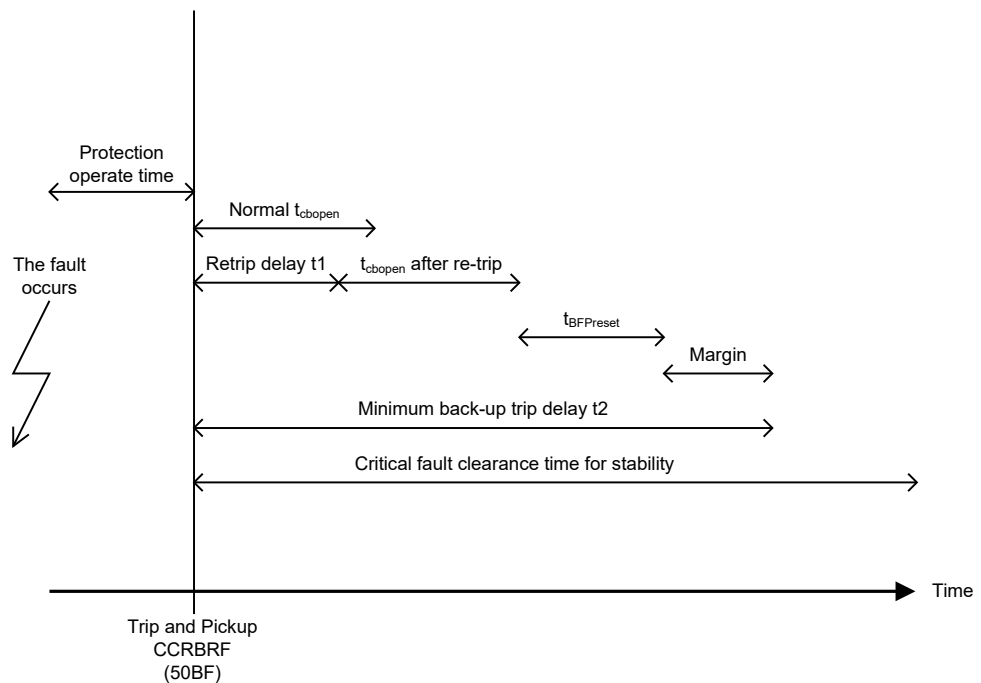 Protection
operate time
Normal tcbopen
The fault
occurs
Retrip delay t1
tcbopen after re-trip
tBFPreset
Margin
Minimum back-up trip delay t2
Critical fault clearance time for stability
Time
Trip and Pickup
CCRBRF
(50BF)